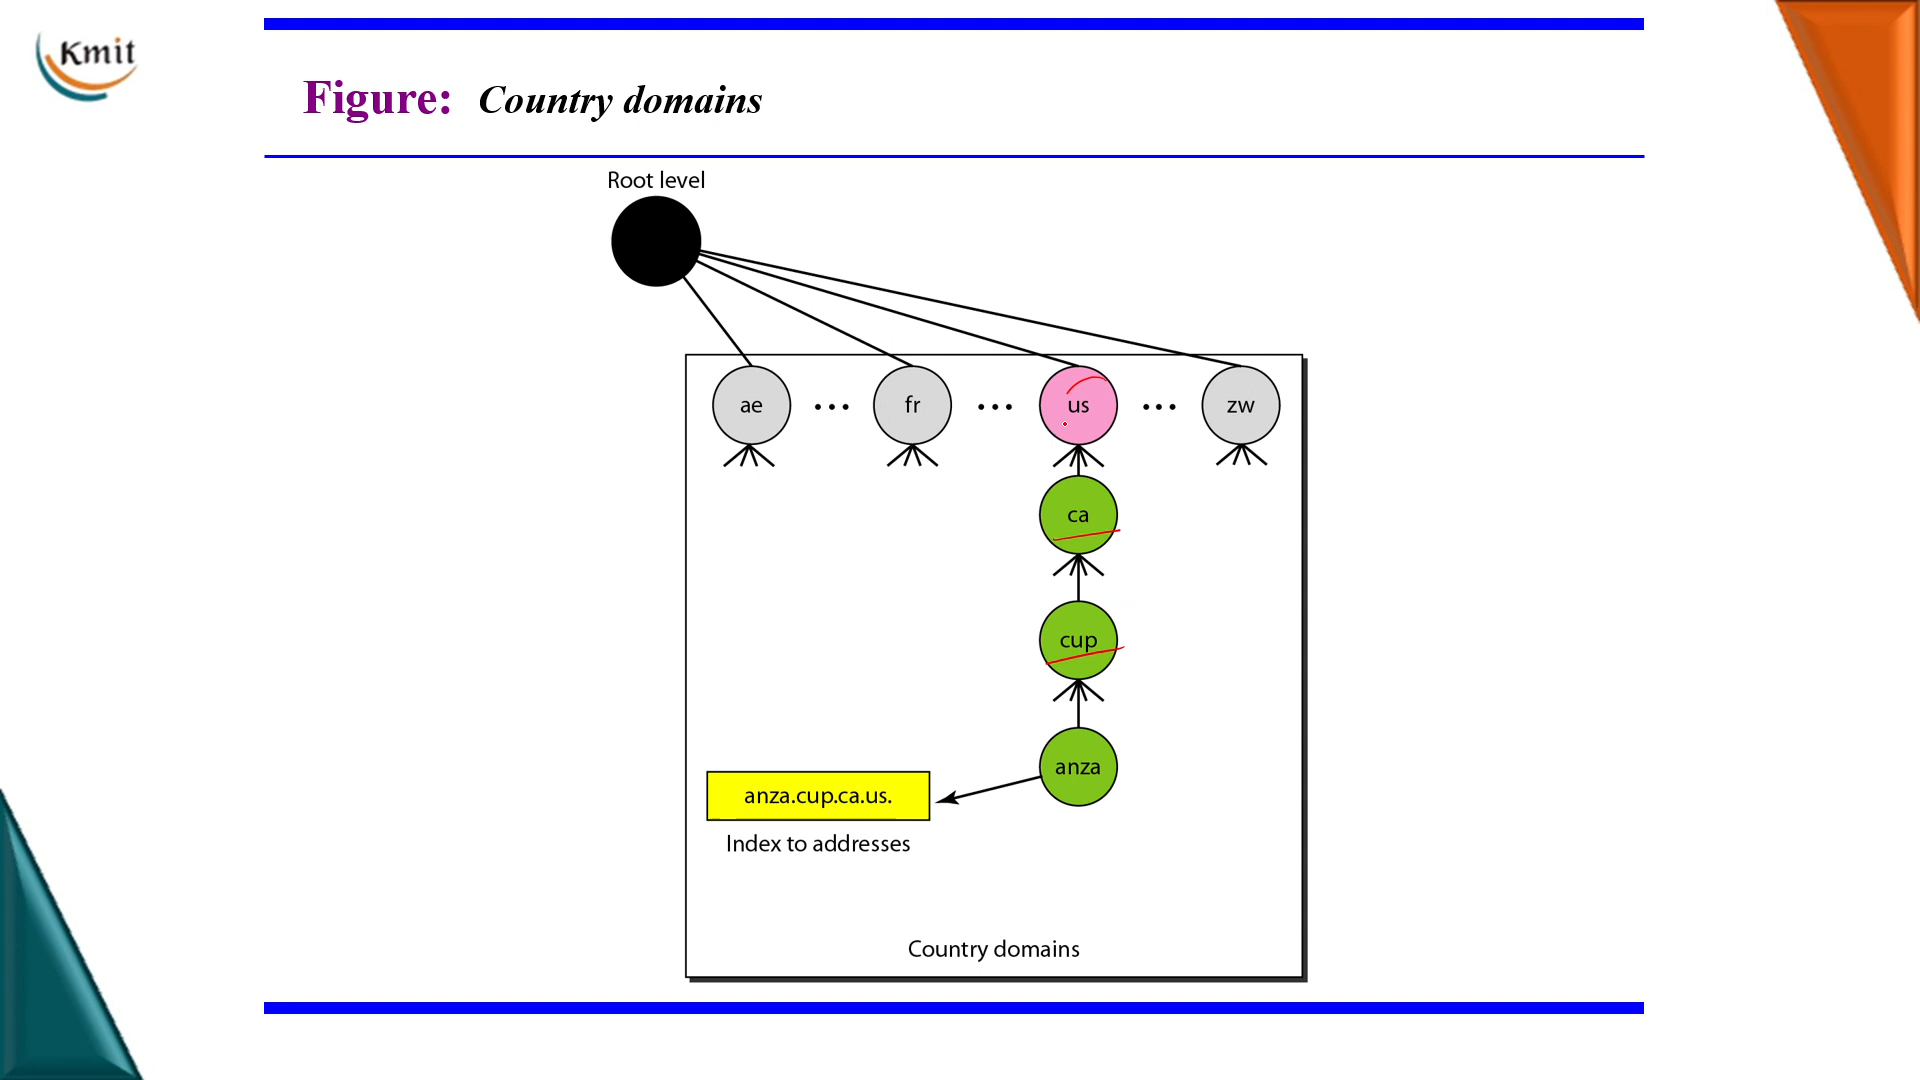 Kmit
Figure: Country domains
Root level
ae ... fr ... us ... zw
ca
cup
anza
anza.cup.ca.us.
Index to addresses
Country domains